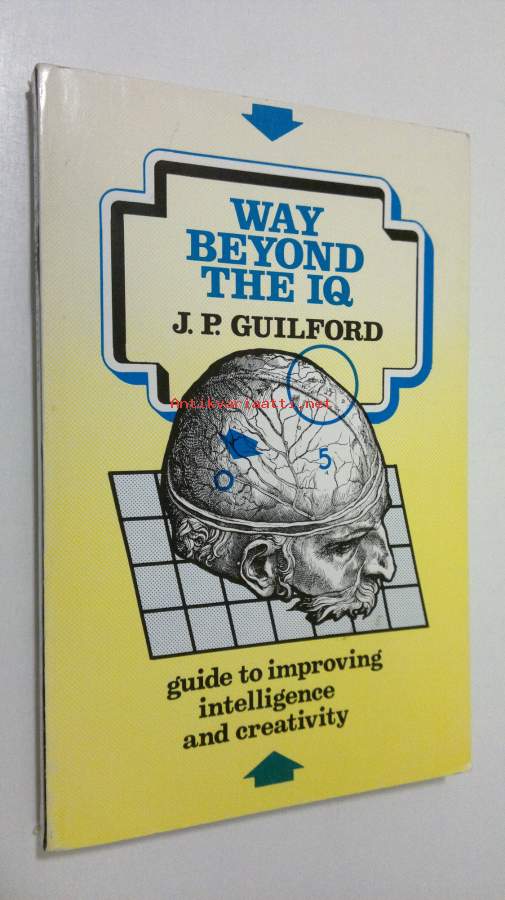 WAY
BEYOND
THE IQ
J. P. GUILFORD
Antikvariaatti.net
5
guide to improving
intelligence
and creativity